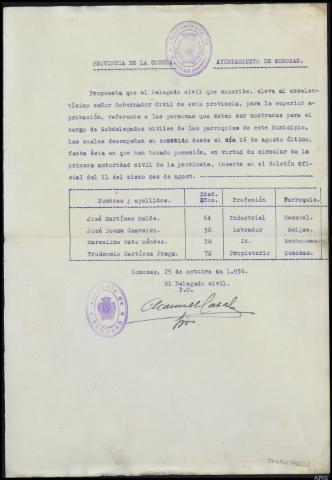 PROVINCIA DE LA CORUÑA. AYUNTAMIENTO DE SOMOZAS.
Propuesta que el Delegado civil que suscribe, eleva al excelen-
tísimo señor Gobernador Civil de esta provincia, para la superior a-
probación, referente a las personas que deben ser nombradas para el
cargo de Subdelegados civiles de las parroquias de este Municipio,
las cuales desempeñan su cometido desde el día 16 de agosto último,
fecha ésta en que han tomado posesión, en virtud de circular de la
primera autoridad civil de la provincia, inserta en el Boletín Ofi-
cial del 11 del mismo mes de agosto.
Nombres y apellidos. Edad. Años. Profesión Parroquia.
José Martínez 64 Industrial Recemel.
José Bouza 36 Labrador Seijas.
Marcelino Méndez. 38 Id. Enchousas.
Prudencio Martínez Fraga. 72 Propietario Somozas.
Somozas, 25 de octubre de 1.936.
El Delegado civil.
P.O.
Manuel